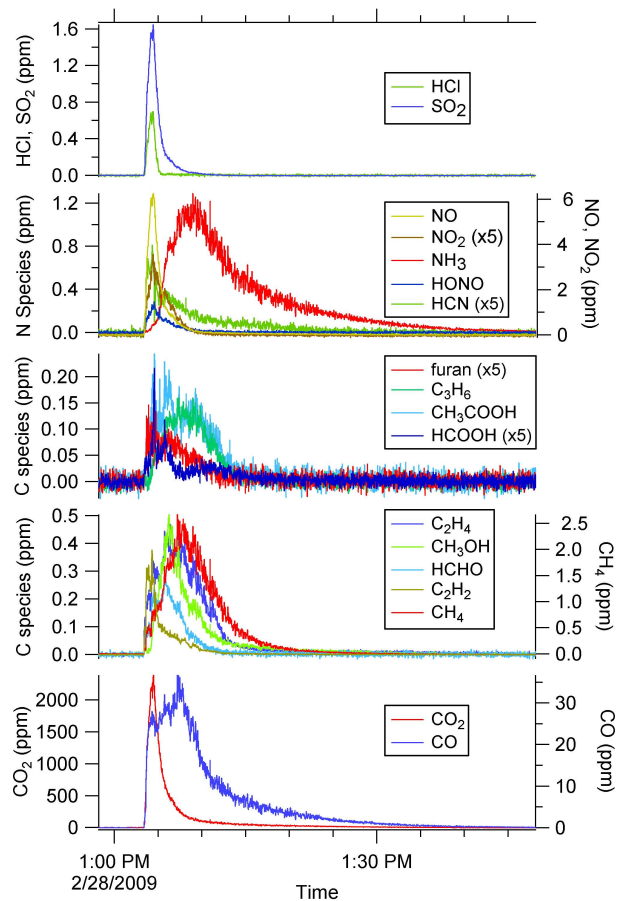 HCl, SO2 (ppm)
1.6
1.2
0.8
0.4
0.0
HCl
SO2
N Species (ppm)
1.2
0.8
0.4
0.0
NO
NO2 (x5)
NH3
HONO
HCN (x5)
6
4
2
0
NO, NO2 (ppm)
C species (ppm)
0.20
0.15
0.10
0.05
0.00
furan (x5)
C3H6
CH3COOH
HCOOH (x5)
C species (ppm)
0.5
0.4
0.3
0.2
0.1
0.0
C2H4
CH3OH
HCHO
C2H2
CH4
2.5
2.0
1.5
1.0
0.5
0.0
CH4 (ppm)
CO2 (ppm)
2000
1500
1000
500
0
CO2
CO
30
20
10
0
CO (ppm)
1:00 PM
2/28/2009
1:30 PM
Time